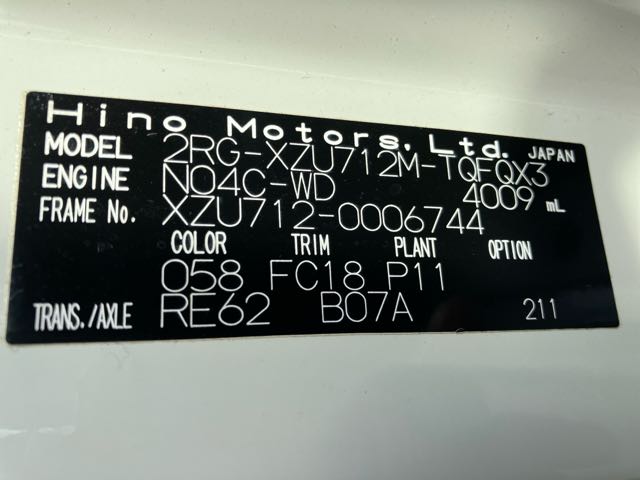 Hino Motors, Ltd. JAPAN
MODEL 2RG-XZU712M-TQFQX3
ENGINE N04C-WD 4009 mL
FRAME No. XZU712-0006744
COLOR TRIM PLANT OPTION
058 FC18 P11
TRANS./AXLE RE62 B07A 211